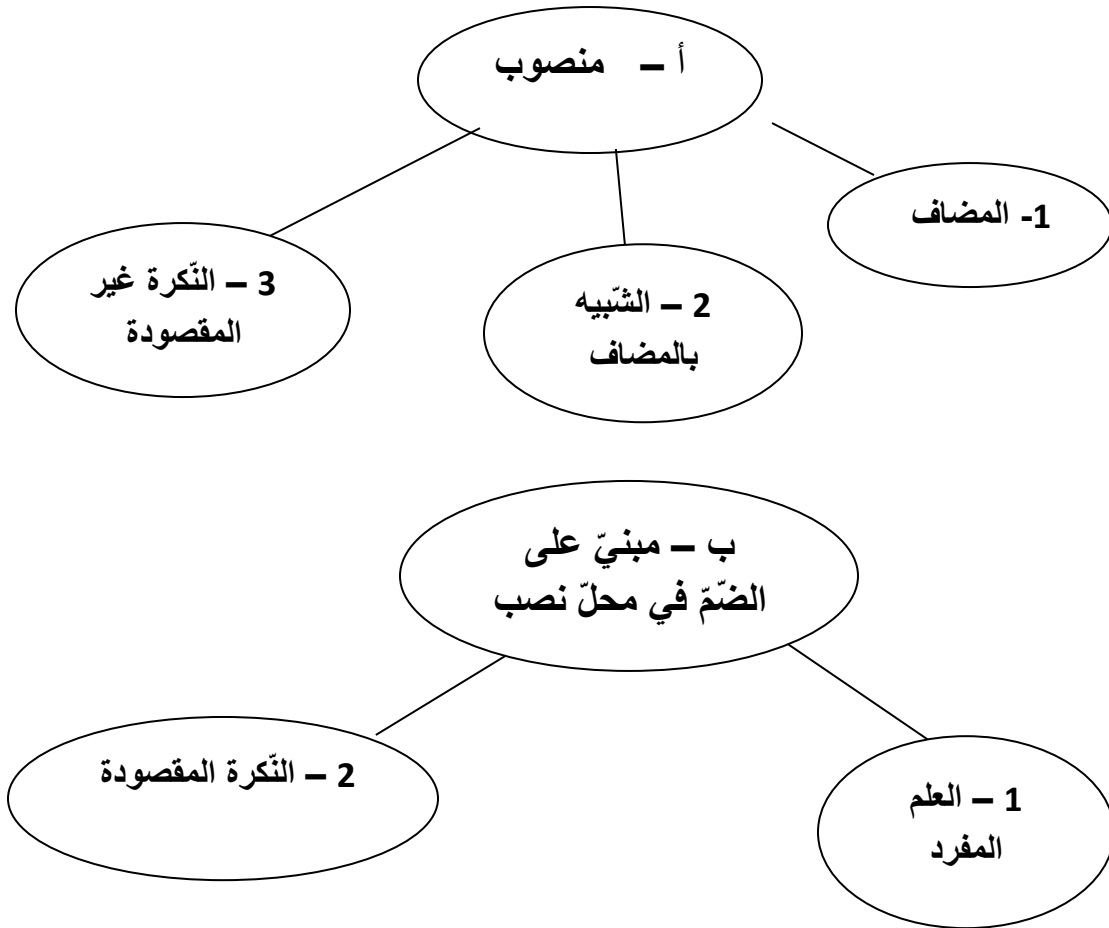 أ – منصوب
1- المضاف
2 – الشّبيه
بالمضاف
3 – النّكرة غير
المقصودة
ب – مبنيّ على
الضّمّ في محلّ نصب
1 – العلم
المفرد
2 – النّكرة المقصودة